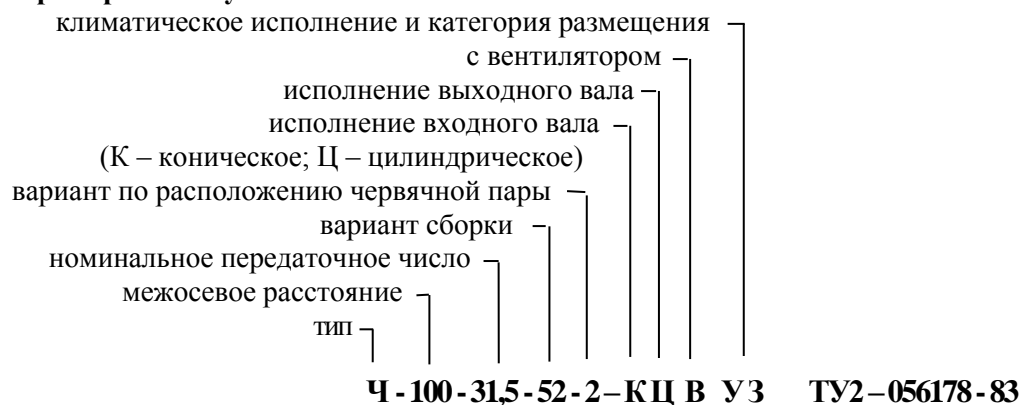 климатическое исполнение и категория размещения
с вентилятором
исполнение выходного вала
исполнение входного вала
(К – коническое; Ц – цилиндрическое)
вариант по расположению червячной пары
вариант сборки
номинальное передаточное число
межосевое расстояние
тип
Ч - 100 - 31,5 - 52 - 2 – К Ц В У 3 ТУ2 – 056178 - 83